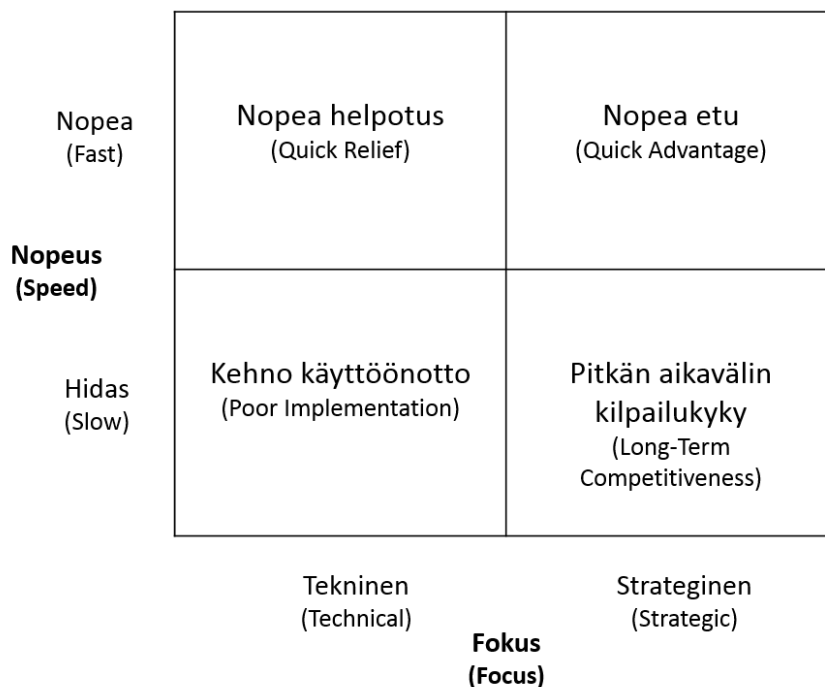 Nopea
(Fast)
Nopea helpotus
(Quick Relief)
Nopea etu
(Quick Advantage)
Nopeus
(Speed)
Hidas
(Slow)
Kehno käyttöönotto
(Poor Implementation)
Pitkän aikavälin
kilpailukyky
(Long-Term
Competitiveness)
Tekninen
(Technical)
Strateginen
(Strategic)
Fokus
(Focus)